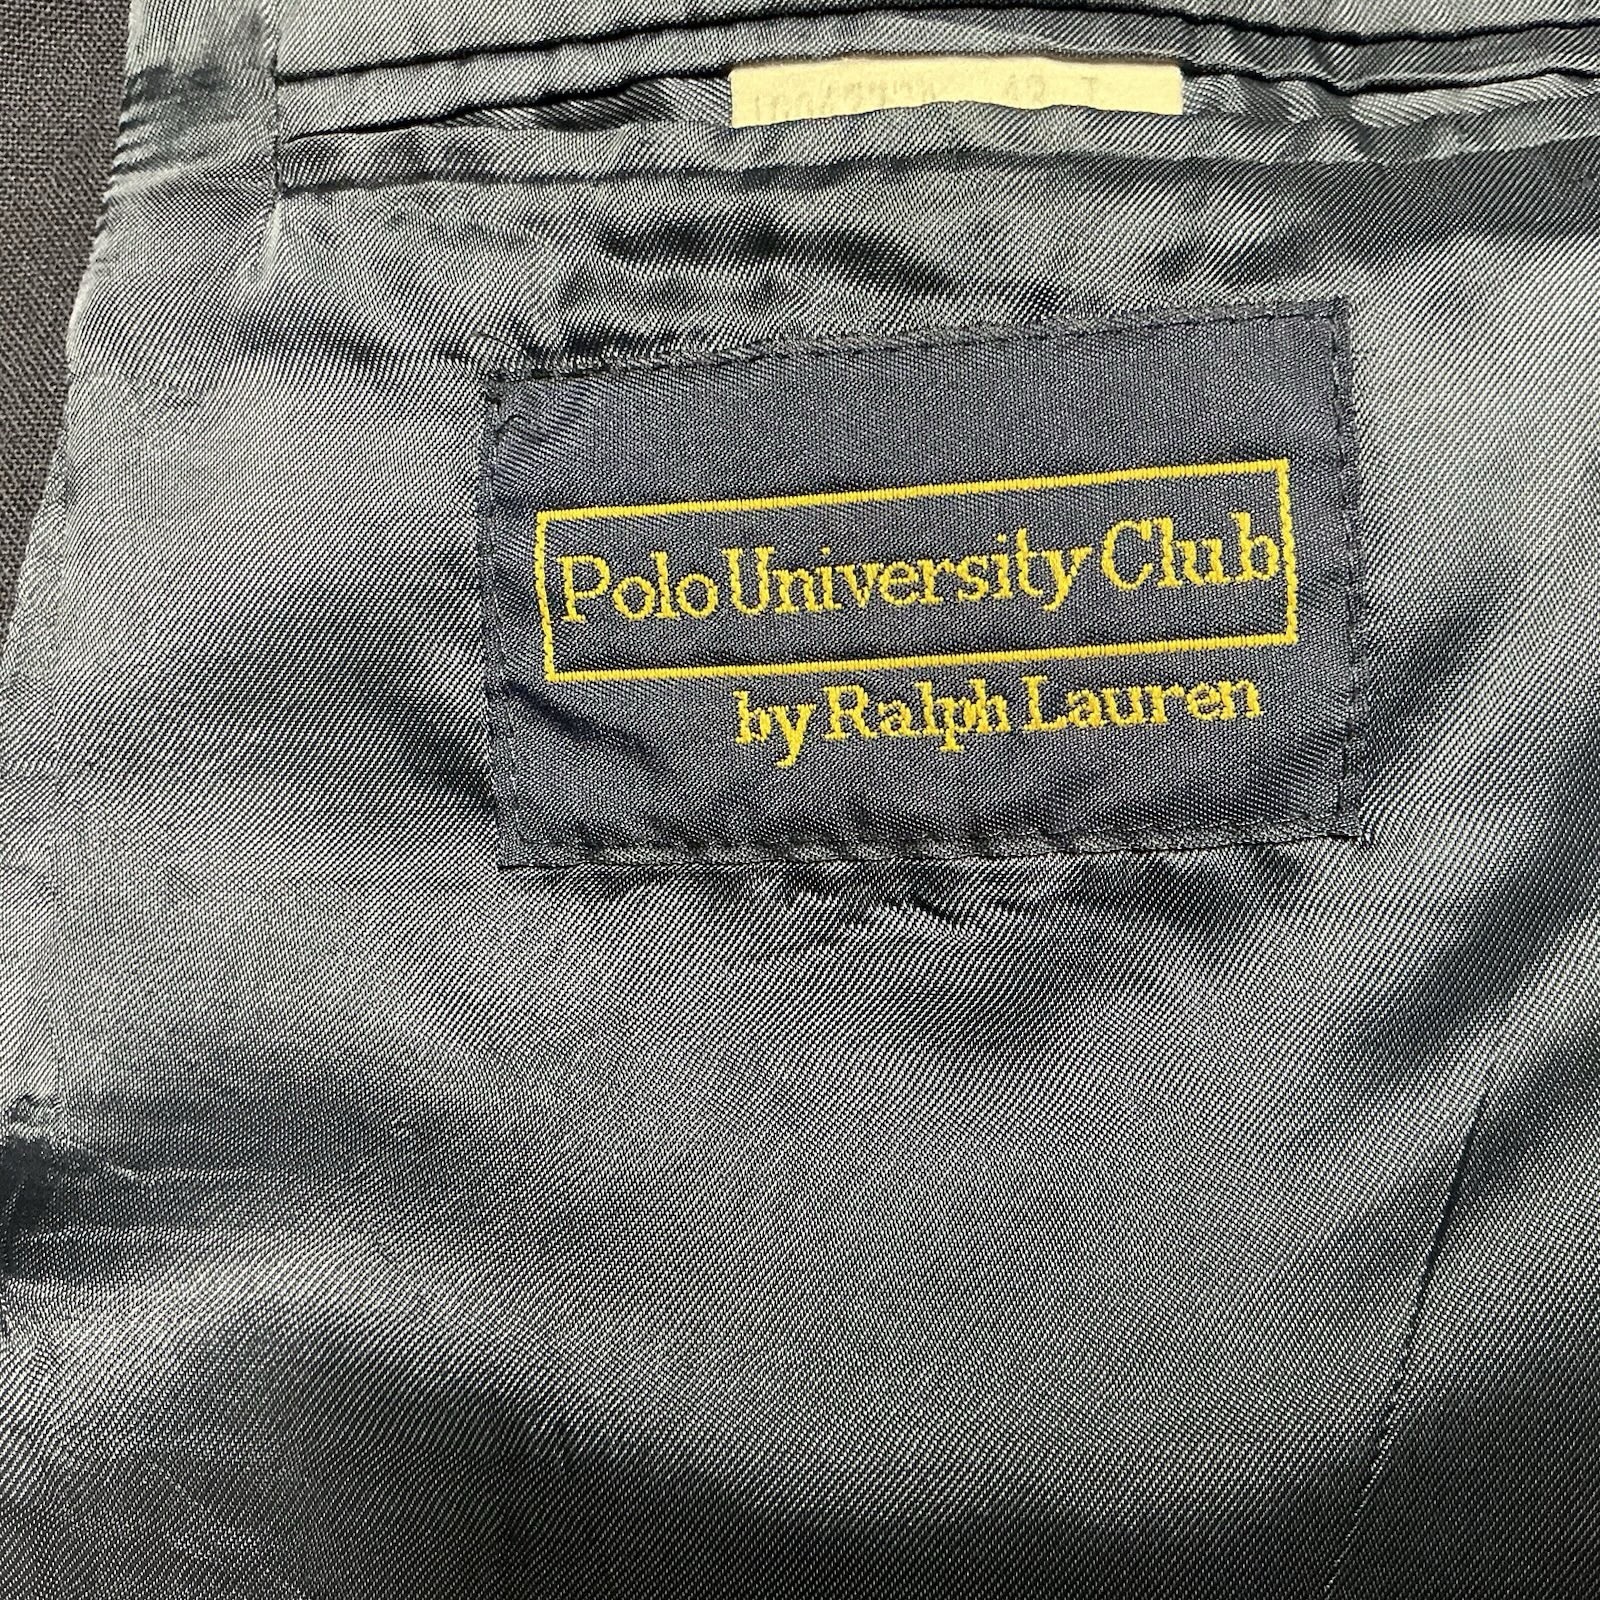 Polo University Club
by Ralph Lauren